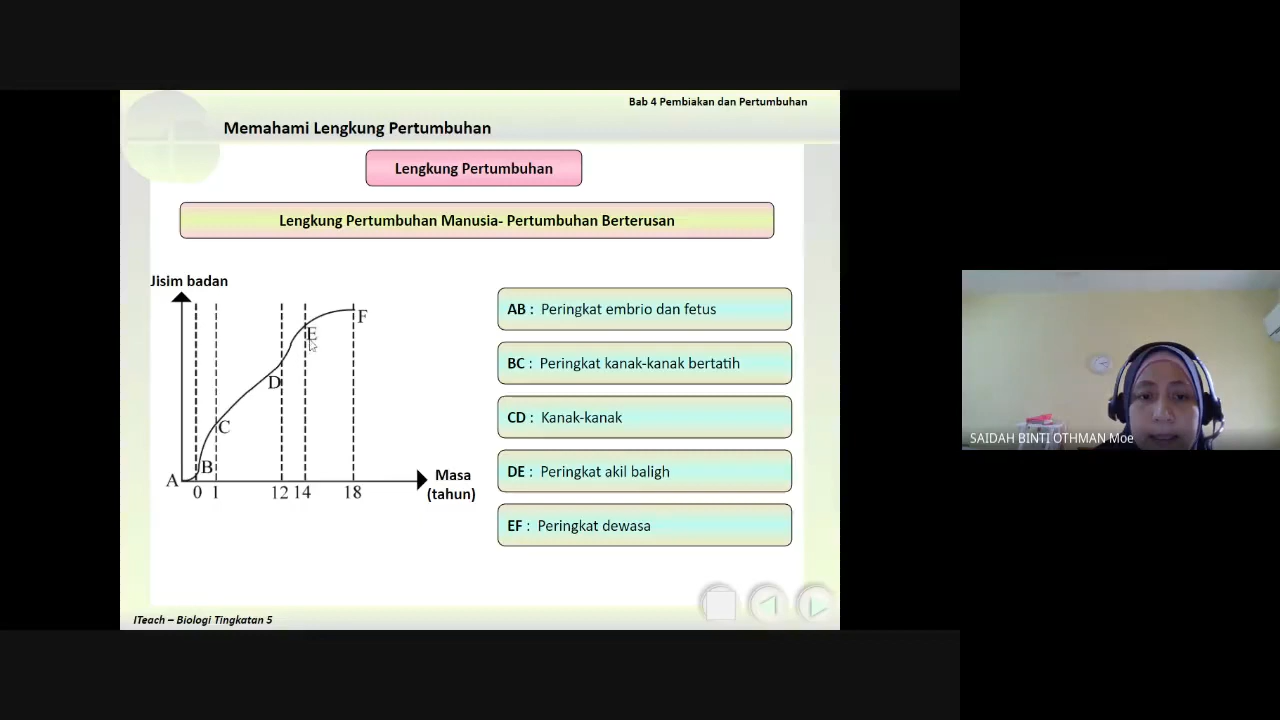 Bab 4 Pembiakan dan Pertumbuhan
Memahami Lengkung Pertumbuhan
Lengkung Pertumbuhan
Lengkung Pertumbuhan Manusia- Pertumbuhan Berterusan
Jisim badan
F
E
D
C
B
A
0 1 12 14 18
Masa
(tahun)
AB : Peringkat embrio dan fetus
BC : Peringkat kanak-kanak bertatih
CD : Kanak-kanak
DE : Peringkat akil baligh
EF : Peringkat dewasa
ITeach – Biologi Tingkatan 5
SAIDAH BINTI OTHMAN Moe